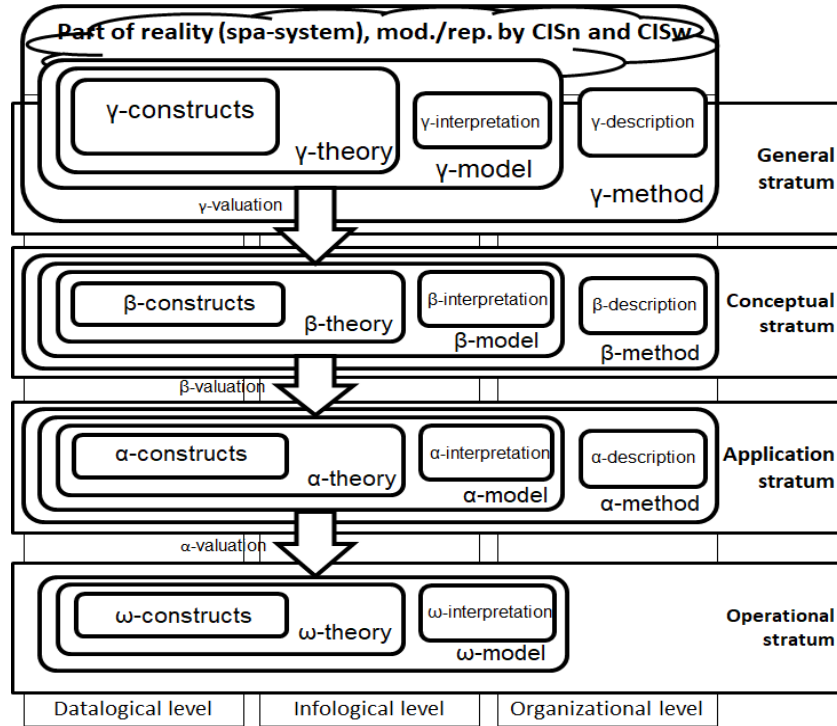 Part of reality (spa-system), mod./rep. by CISn and CISw
γ-constructs
γ-theory
γ-interpretation
γ-model
γ-description
γ-method
General
stratum
γ-valuation
β-constructs
β-theory
β-interpretation
β-model
β-description
β-method
Conceptual
stratum
β-valuation
α-constructs
α-theory
α-interpretation
α-model
α-description
α-method
Application
stratum
α-valuation
ω-constructs
ω-theory
ω-interpretation
ω-model
Operational
stratum
Datalogical level
Infological level
Organizational level